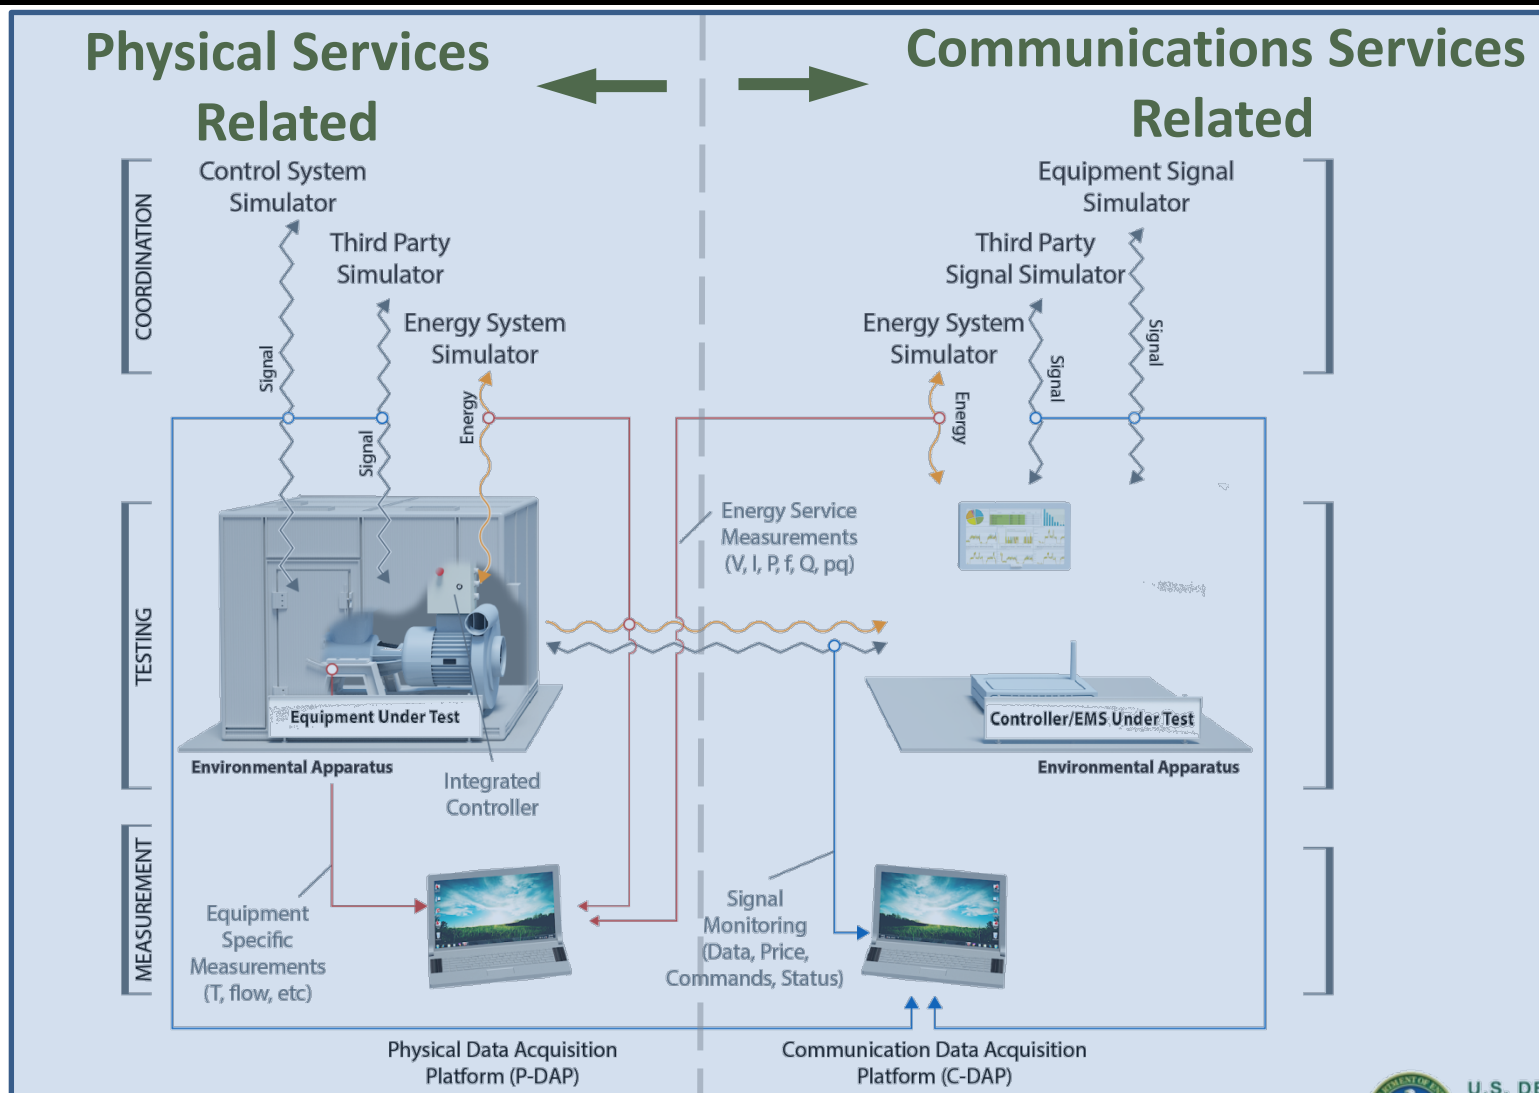 Physical Services
Related
Communications Services
Related
COORDINATION
Control System
Simulator
Third Party
Simulator
Energy System
Simulator
Signal
Signal
Energy
Equipment Signal
Simulator
Third Party
Signal Simulator
Energy System
Simulator
Energy
Signal
Signal
TESTING
Energy Service
Measurements
(V, I, P, f, Q, pq)
Equipment Under Test
Environmental Apparatus
Integrated
Controller
Controller/EMS Under Test
Environmental Apparatus
MEASUREMENT
Equipment
Specific
Measurements
(T, flow, etc)
Signal
Monitoring
(Data, Price,
Commands, Status)
Physical Data Acquisition
Platform (P-DAP)
Communication Data Acquisition
Platform (C-DAP)
U.S.